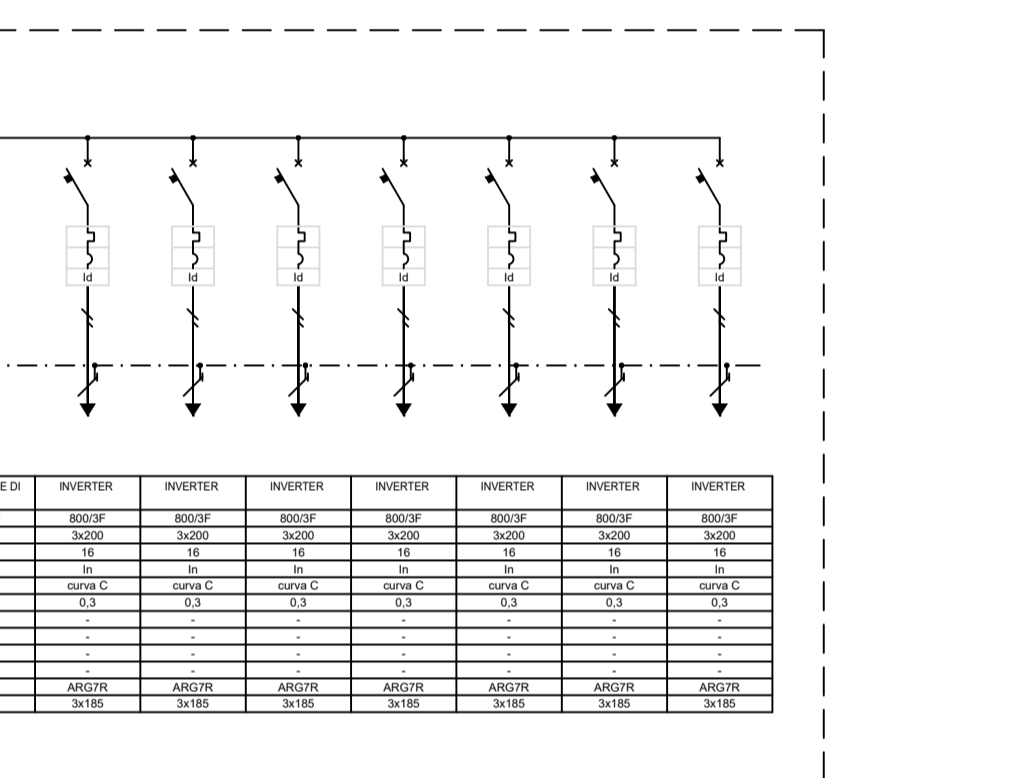 Id Id Id Id Id Id Id
E DI INVERTER INVERTER INVERTER INVERTER INVERTER INVERTER INVERTER
800/3F 800/3F 800/3F 800/3F 800/3F 800/3F 800/3F
3x200 3x200 3x200 3x200 3x200 3x200 3x200
16 16 16 16 16 16 16
In In In In In In In
curva C curva C curva C curva C curva C curva C curva C
0,3 0,3 0,3 0,3 0,3 0,3 0,3
- - - - - - -
- - - - - - -
- - - - - - -
- - - - - - -
ARG7R ARG7R ARG7R ARG7R ARG7R ARG7R ARG7R
3x185 3x185 3x185 3x185 3x185 3x185 3x185